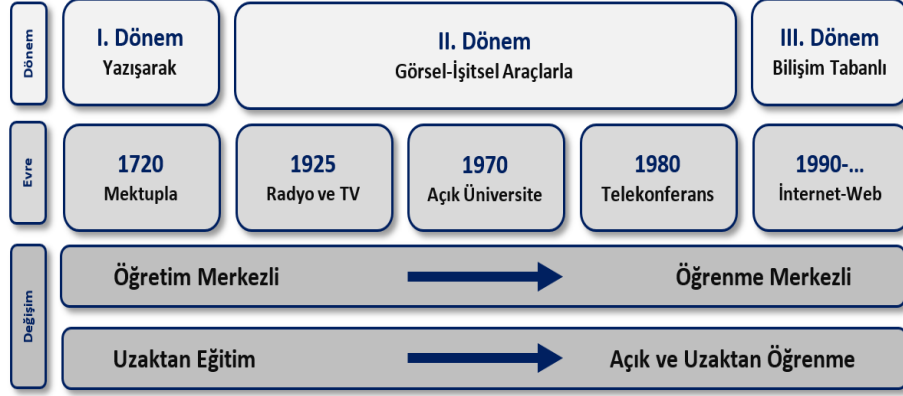 Dönem
I. Dönem
Yazışarak
II. Dönem
Görsel-İşitsel Araçlarla
III. Dönem
Bilişim Tabanlı
Evre
1720
Mektupla
1925
Radyo ve TV
1970
Açık Üniversite
1980
Telekonferans
1990-...
İnternet-Web
Değişim
Öğretim Merkezli
Öğrenme Merkezli
Uzaktan Eğitim
Açık ve Uzaktan Öğrenme